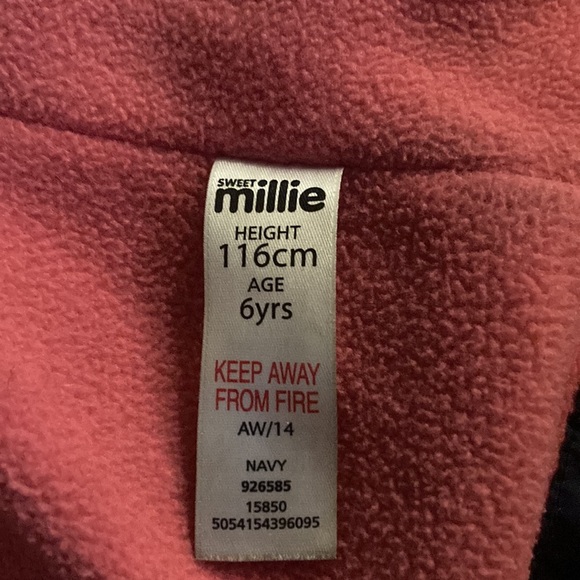 SWEET
millie
HEIGHT
116cm
AGE
6yrs
KEEP AWAY
FROM FIRE
AW/14
NAVY
926585
15850
5054154396095